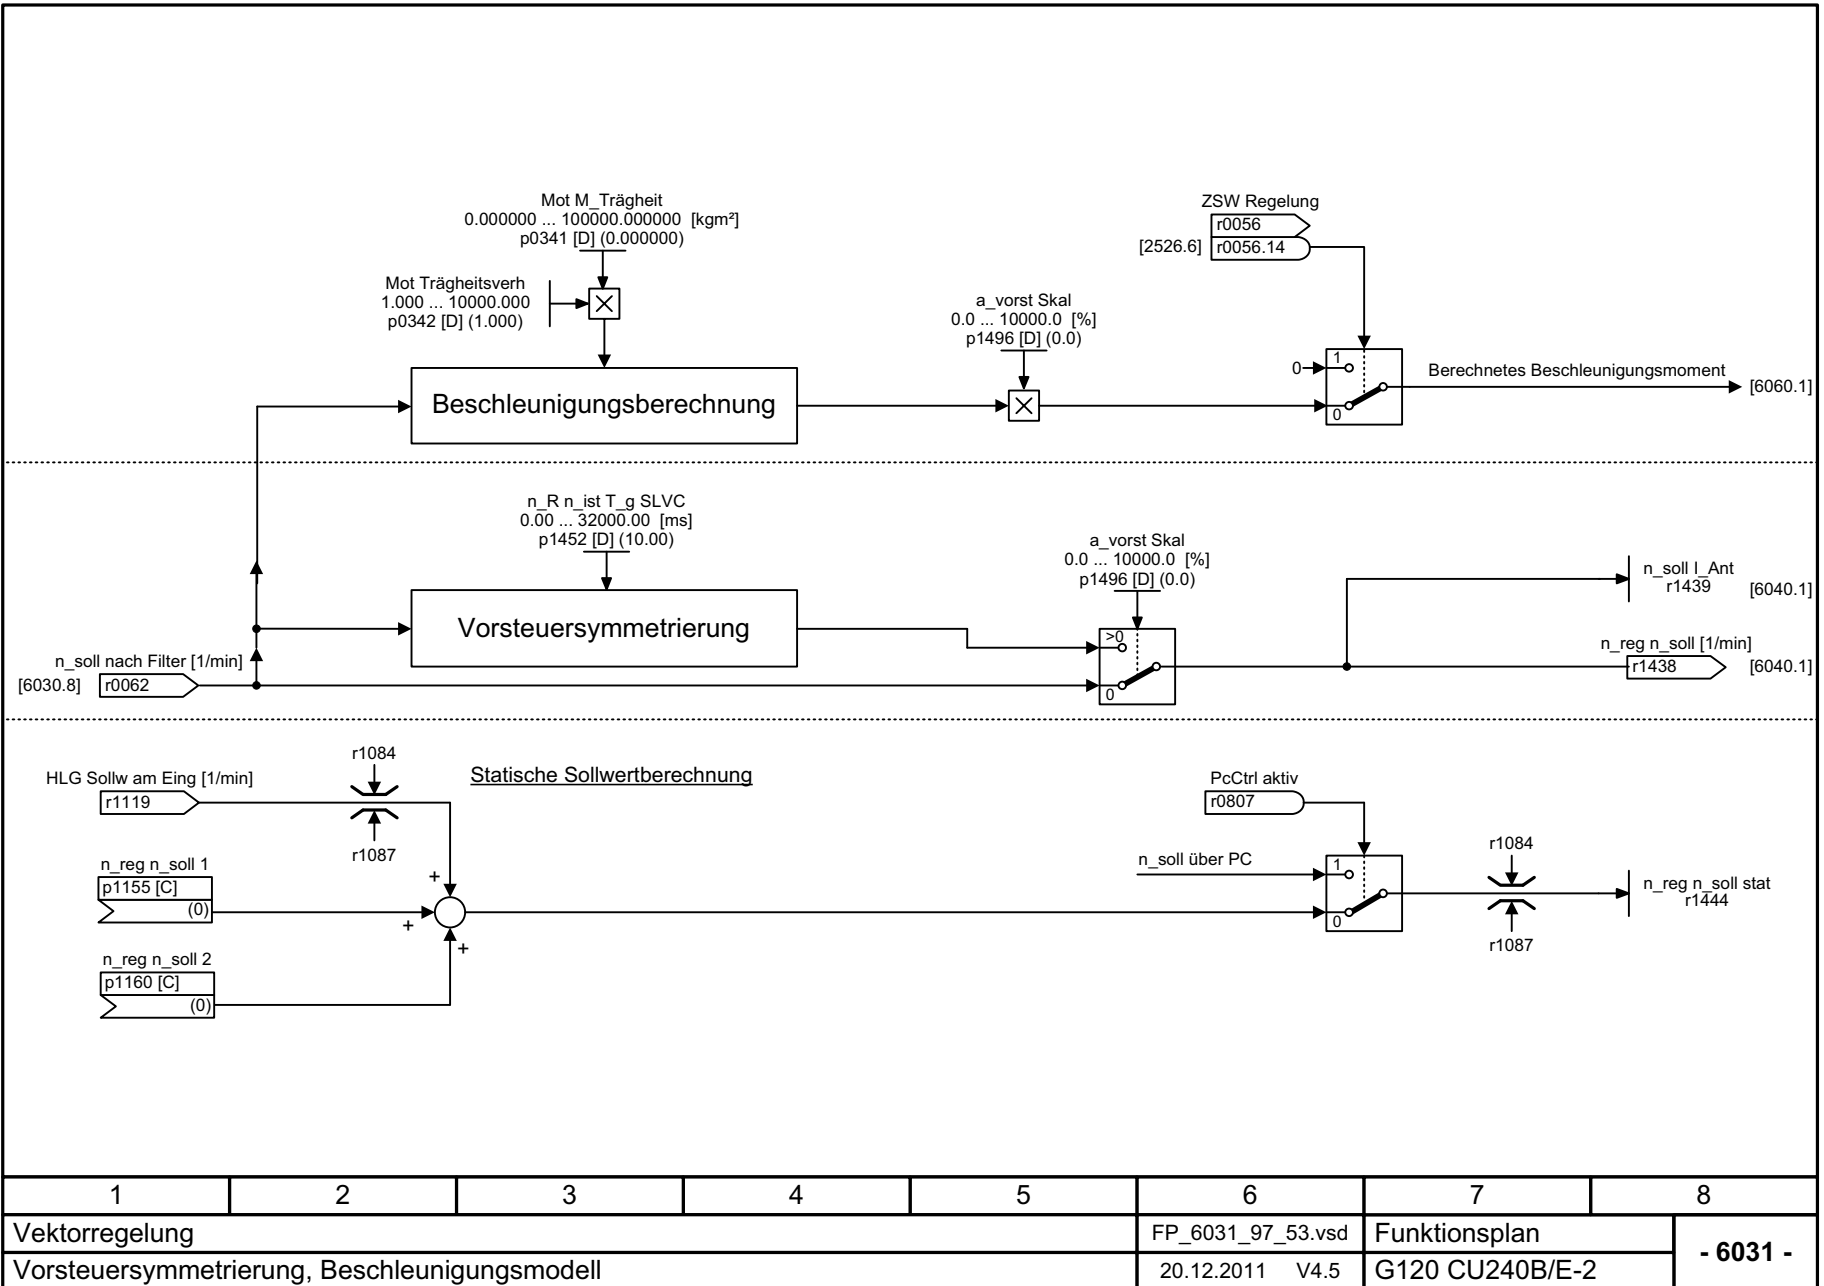 Mot M_Trägheit
0.000000 ... 100000.000000 [kgm²]
p0341 [D] (0.000000)
Mot Trägheitsverh
1.000 ... 10000.000
p0342 [D] (1.000)
Beschleunigungsberechnung
a_vorst Skal
0.0 ... 10000.0 [%]
p1496 [D] (0.0)
ZSW Regelung
r0056
[2526.6] r0056.14
0
1
0
Berechnetes Beschleunigungsmoment
[6060.1]
n_R n_ist T_g SLVC
0.00 ... 32000.00 [ms]
p1452 [D] (10.00)
Vorsteuersymmetrierung
n_soll nach Filter [1/min]
[6030.8] r0062
a_vorst Skal
0.0 ... 10000.0 [%]
p1496 [D] (0.0)
>0
0
n_soll I_Ant
r1439 [6040.1]
n_reg n_soll [1/min]
r1438 [6040.1]
HLG Sollw am Eing [1/min]
r1119
r1084
r1087
Statische Sollwertberechnung
n_reg n_soll 1
p1155 [C]
(0)
n_reg n_soll 2
p1160 [C]
(0)
+
+
+
PcCtrl aktiv
r0807
n_soll über PC
1
0
r1084
r1087
n_reg n_soll stat
r1444
1 2 3 4 5 6 7 8
Vektorregelung FP_6031_97_53.vsd Funktionsplan
- 6031 -
Vorsteuersymmetrierung, Beschleunigungsmodell 20.12.2011 V4.5 G120 CU240B/E-2